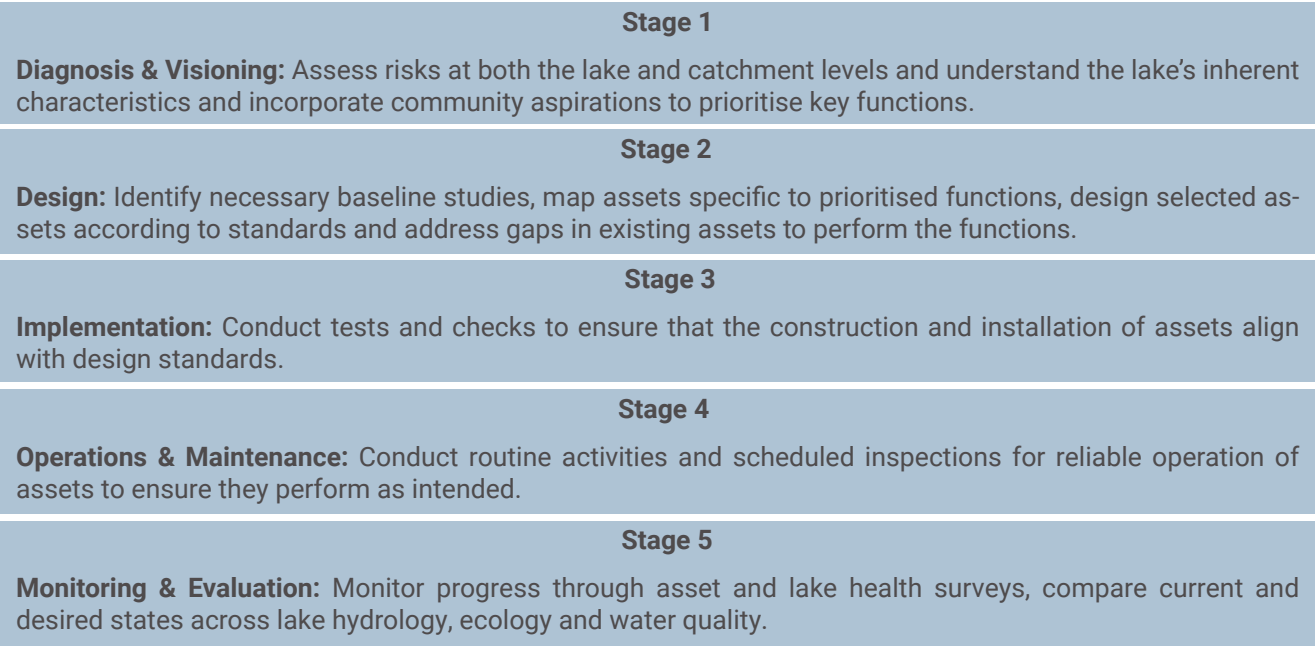 Stage 1
Diagnosis & Visioning: Assess risks at both the lake and catchment levels and understand the lake's inherent
characteristics and incorporate community aspirations to prioritise key functions.
Stage 2
Design: Identify necessary baseline studies, map assets specific to prioritised functions, design selected as-
sets according to standards and address gaps in existing assets to perform the functions.
Stage 3
Implementation: Conduct tests and checks to ensure that the construction and installation of assets align
with design standards.
Stage 4
Operations & Maintenance: Conduct routine activities and scheduled inspections for reliable operation of
assets to ensure they perform as intended.
Stage 5
Monitoring & Evaluation: Monitor progress through asset and lake health surveys, compare current and
desired states across lake hydrology, ecology and water quality.